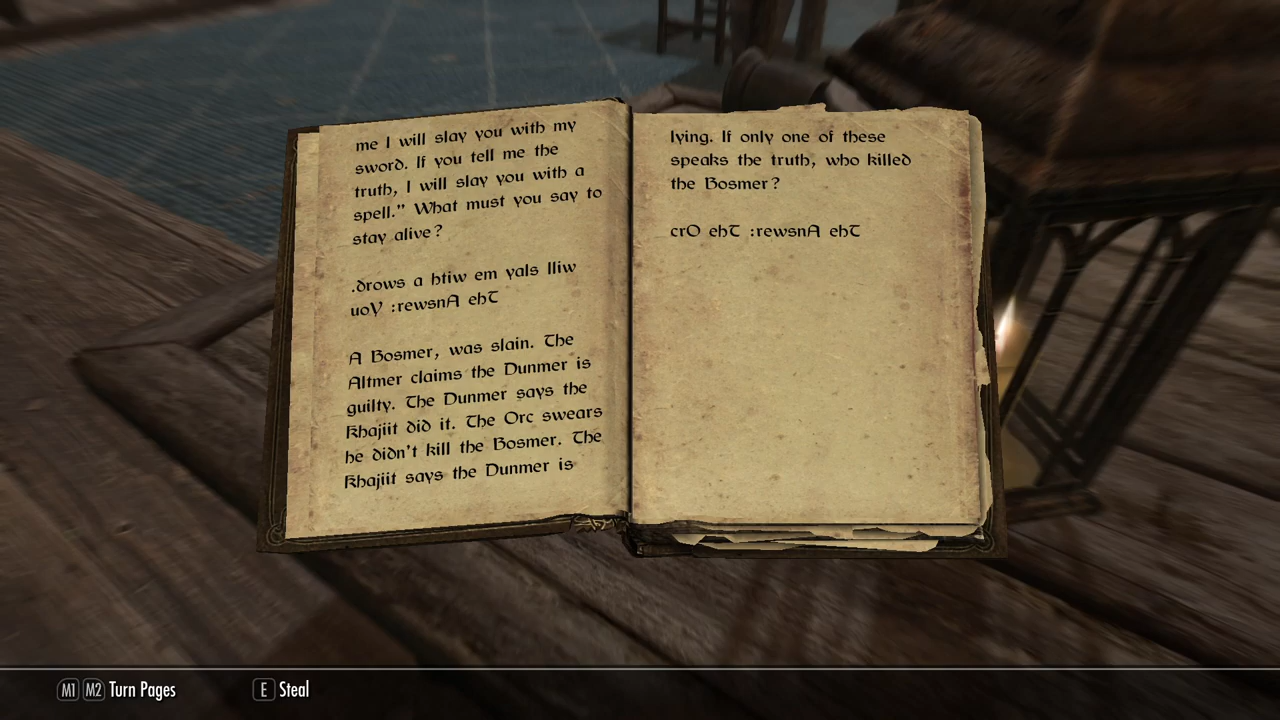 me I will slay you with my
sword. If you tell me the
truth, I will slay you with a
spell.” What must you say to
stay alive?
.drows a htiw em yals lliw
uoY :rewsnA ehT
A Bosmer, was slain. The
Altmer claims the Dunmer is
guilty. The Dunmer says the
Khajiit did it. The Orc swears
he didn't kill the Bosmer. The
Khajiit says the Dunmer is
lying. If only one of these
speaks the truth, who killed
the Bosmer?
crO ehT :rewsnA ehT
M1 M2 Turn Pages
E Steal